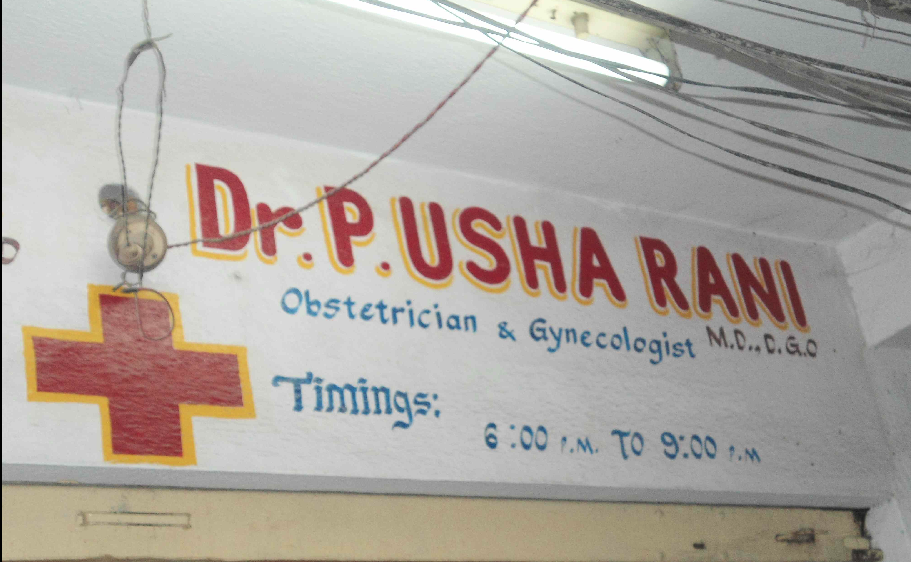 Dr. P. USHA RANI
M.D., D.G.O
Obstetrician & Gynecologist
Timings:
6:00 P.M. TO 9:00 P.M